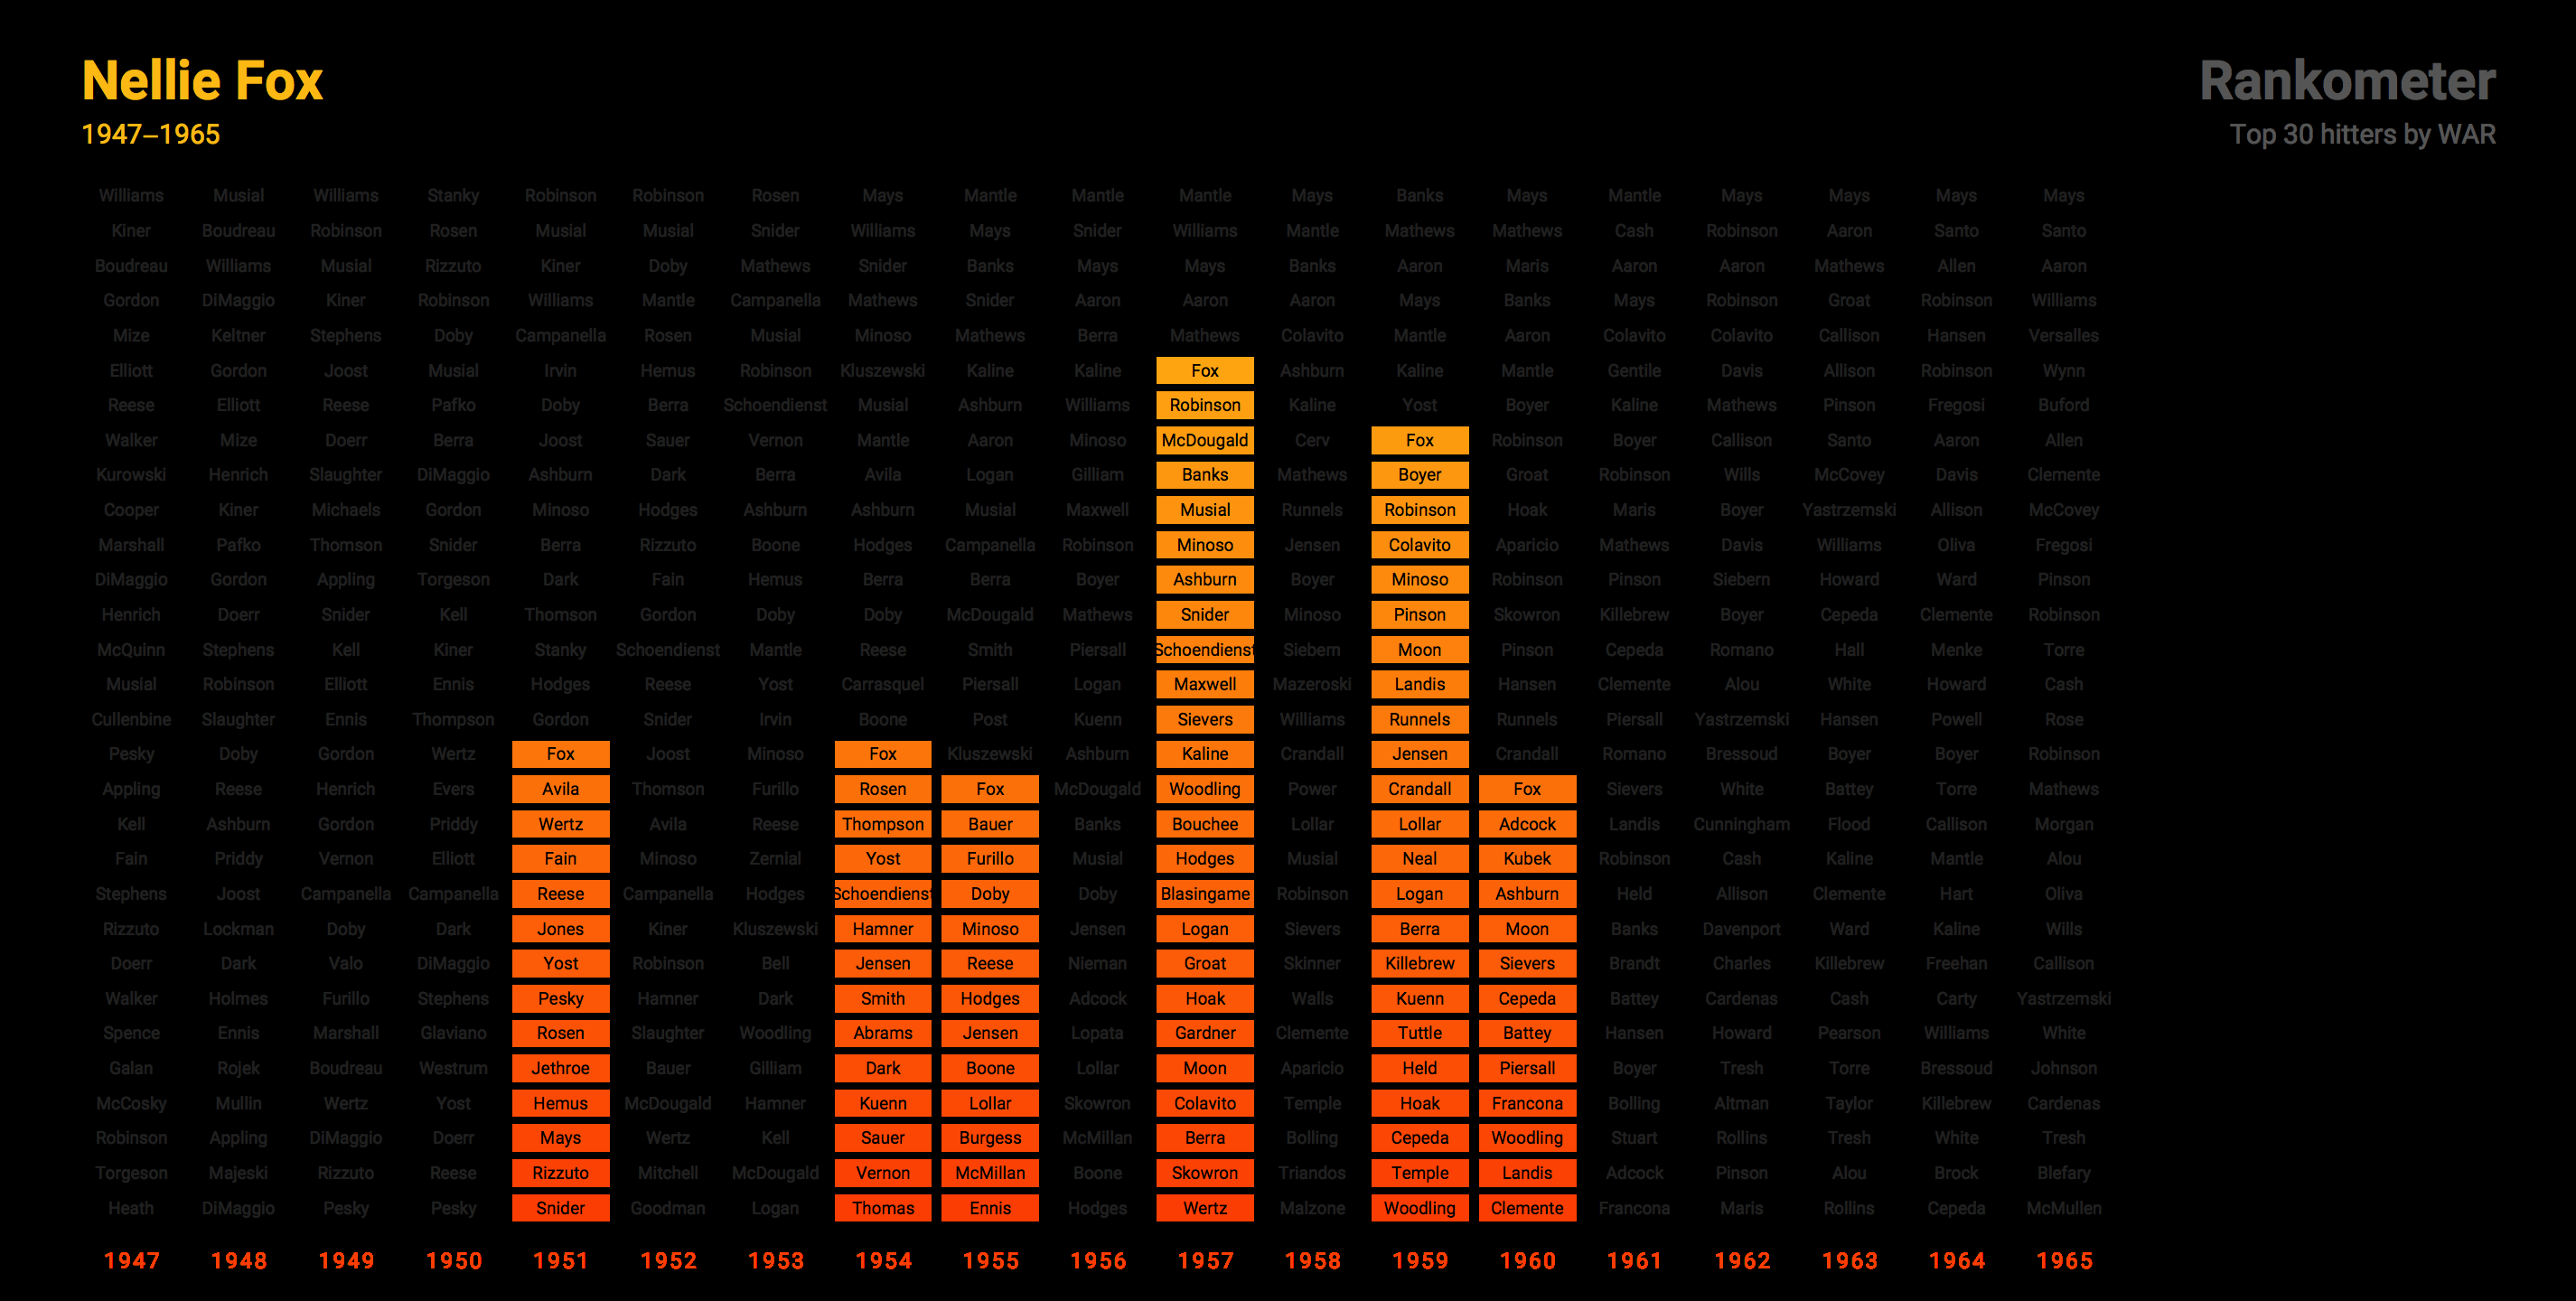 Nellie Fox
1947–1965
Rankometer
Top 30 hitters by WAR
Williams Musial Williams Stanky Robinson Robinson Rosen Mays Mantle Mantle Mantle Mays Banks Mays Mantle Mays Mays Mays Mays
Kiner Boudreau Robinson Rosen Musial Musial Snider Williams Mays Snider Williams Mantle Mathews Mathews Cash Robinson Aaron Santo Santo
Boudreau Williams Musial Rizzuto Kiner Doby Mathews Snider Banks Mays Mays Banks Aaron Maris Aaron Aaron Mathews Allen Aaron
Gordon DiMaggio Kiner Robinson Williams Mantle Campanella Mathews Snider Aaron Aaron Aaron Mays Banks Mays Robinson Groat Robinson Williams
Mize Keltner Stephens Doby Campanella Rosen Musial Minoso Mathews Berra Mathews Colavito Mantle Aaron Colavito Colavito Callison Hansen Versalles
Elliott Gordon Joost Musial Irvin Hemus Robinson Kluszewski Kaline Kaline Fox Ashburn Kaline Mantle Gentile Davis Allison Robinson Wynn
Reese Elliott Reese Pafko Doby Berra Schoendienst Musial Ashburn Williams Robinson Kaline Yost Boyer Kaline Mathews Pinson Fregosi Buford
Walker Mize Doerr Berra Joost Sauer Vernon Mantle Aaron Minoso McDougald Cerv Fox Robinson Boyer Callison Santo Aaron Allen
Kurowski Henrich Slaughter DiMaggio Ashburn Dark Berra Avila Logan Gilliam Banks Mathews Boyer Groat Robinson Wills McCovey Davis Clemente
Cooper Kiner Michaels Gordon Minoso Hodges Ashburn Ashburn Musial Maxwell Musial Runnels Robinson Hoak Maris Boyer Yastrzemski Allison McCovey
Marshall Pafko Thomson Snider Berra Rizzuto Boone Hodges Campanella Robinson Minoso Jensen Colavito Aparicio Mathews Davis Williams Oliva Fregosi
DiMaggio Gordon Appling Torgeson Dark Fain Hemus Berra Berra Boyer Ashburn Boyer Minoso Robinson Pinson Siebern Howard Ward Pinson
Henrich Doerr Snider Kell Thomson Gordon Doby Doby McDougald Mathews Snider Minoso Pinson Skowron Killebrew Boyer Cepeda Clemente Robinson
McQuinn Stephens Kell Kiner Stanky Schoendienst Mantle Reese Smith Piersall Schoendienst Siebern Moon Pinson Cepeda Romano Hall Menke Torre
Musial Robinson Elliott Ennis Hodges Reese Yost Carrasquel Piersall Logan Maxwell Mazeroski Landis Hansen Clemente Alou White Howard Cash
Cullenbine Slaughter Ennis Thompson Gordon Snider Irvin Boone Post Kuenn Sievers Williams Runnels Runnels Piersall Yastrzemski Hansen Powell Rose
Pesky Doby Gordon Wertz Fox Joost Minoso Fox Kluszewski Ashburn Kaline Crandall Jensen Crandall Romano Bressoud Boyer Boyer Robinson
Appling Reese Henrich Evers Avila Thomson Furillo Rosen Fox McDougald Woodling Power Crandall Fox Sievers White Battey Torre Mathews
Kell Ashburn Gordon Priddy Wertz Avila Reese Thompson Bauer Banks Bouchee Lollar Lollar Adcock Landis Cunningham Flood Callison Morgan
Fain Priddy Vernon Elliott Fain Minoso Zernial Yost Furillo Musial Hodges Musial Neal Kubek Robinson Cash Kaline Mantle Alou
Stephens Joost Campanella Campanella Reese Campanella Hodges Schoendienst Doby Doby Blasingame Robinson Logan Ashburn Held Allison Clemente Hart Oliva
Rizzuto Lockman Doby Dark Jones Kiner Kluszewski Hamner Minoso Jensen Logan Sievers Berra Moon Banks Davenport Ward Kaline Wills
Doerr Dark Valo DiMaggio Yost Robinson Bell Jensen Reese Nieman Groat Skinner Killebrew Sievers Brandt Charles Killebrew Freehan Callison
Walker Holmes Furillo Stephens Pesky Hamner Dark Smith Hodges Adcock Hoak Walls Kuenn Cepeda Battey Cardenas Cash Carty Yastrzemski
Spence Ennis Marshall Glaviano Rosen Slaughter Woodling Abrams Jensen Lopata Gardner Clemente Tuttle Battey Hansen Howard Pearson Williams White
Galan Rojek Boudreau Westrum Jethroe Bauer Gilliam Dark Boone Lollar Moon Aparicio Held Piersall Boyer Tresh Torre Bressoud Johnson
McCosky Mullin Wertz Yost Hemus McDougald Hamner Kuenn Lollar Skowron Colavito Temple Hoak Francona Bolling Altman Taylor Killebrew Cardenas
Robinson Appling DiMaggio Doerr Mays Wertz Kell Sauer Burgess McMillan Berra Bolling Cepeda Woodling Stuart Rollins Tresh White Tresh
Torgeson Majeski Rizzuto Reese Rizzuto Mitchell McDougald Vernon McMillan Boone Skowron Triandos Temple Landis Adcock Pinson Alou Brock Blefary
Heath DiMaggio Pesky Pesky Snider Goodman Logan Thomas Ennis Hodges Wertz Malzone Woodling Clemente Francona Maris Rollins Cepeda McMullen
1947 1948 1949 1950 1951 1952 1953 1954 1955 1956 1957 1958 1959 1960 1961 1962 1963 1964 1965